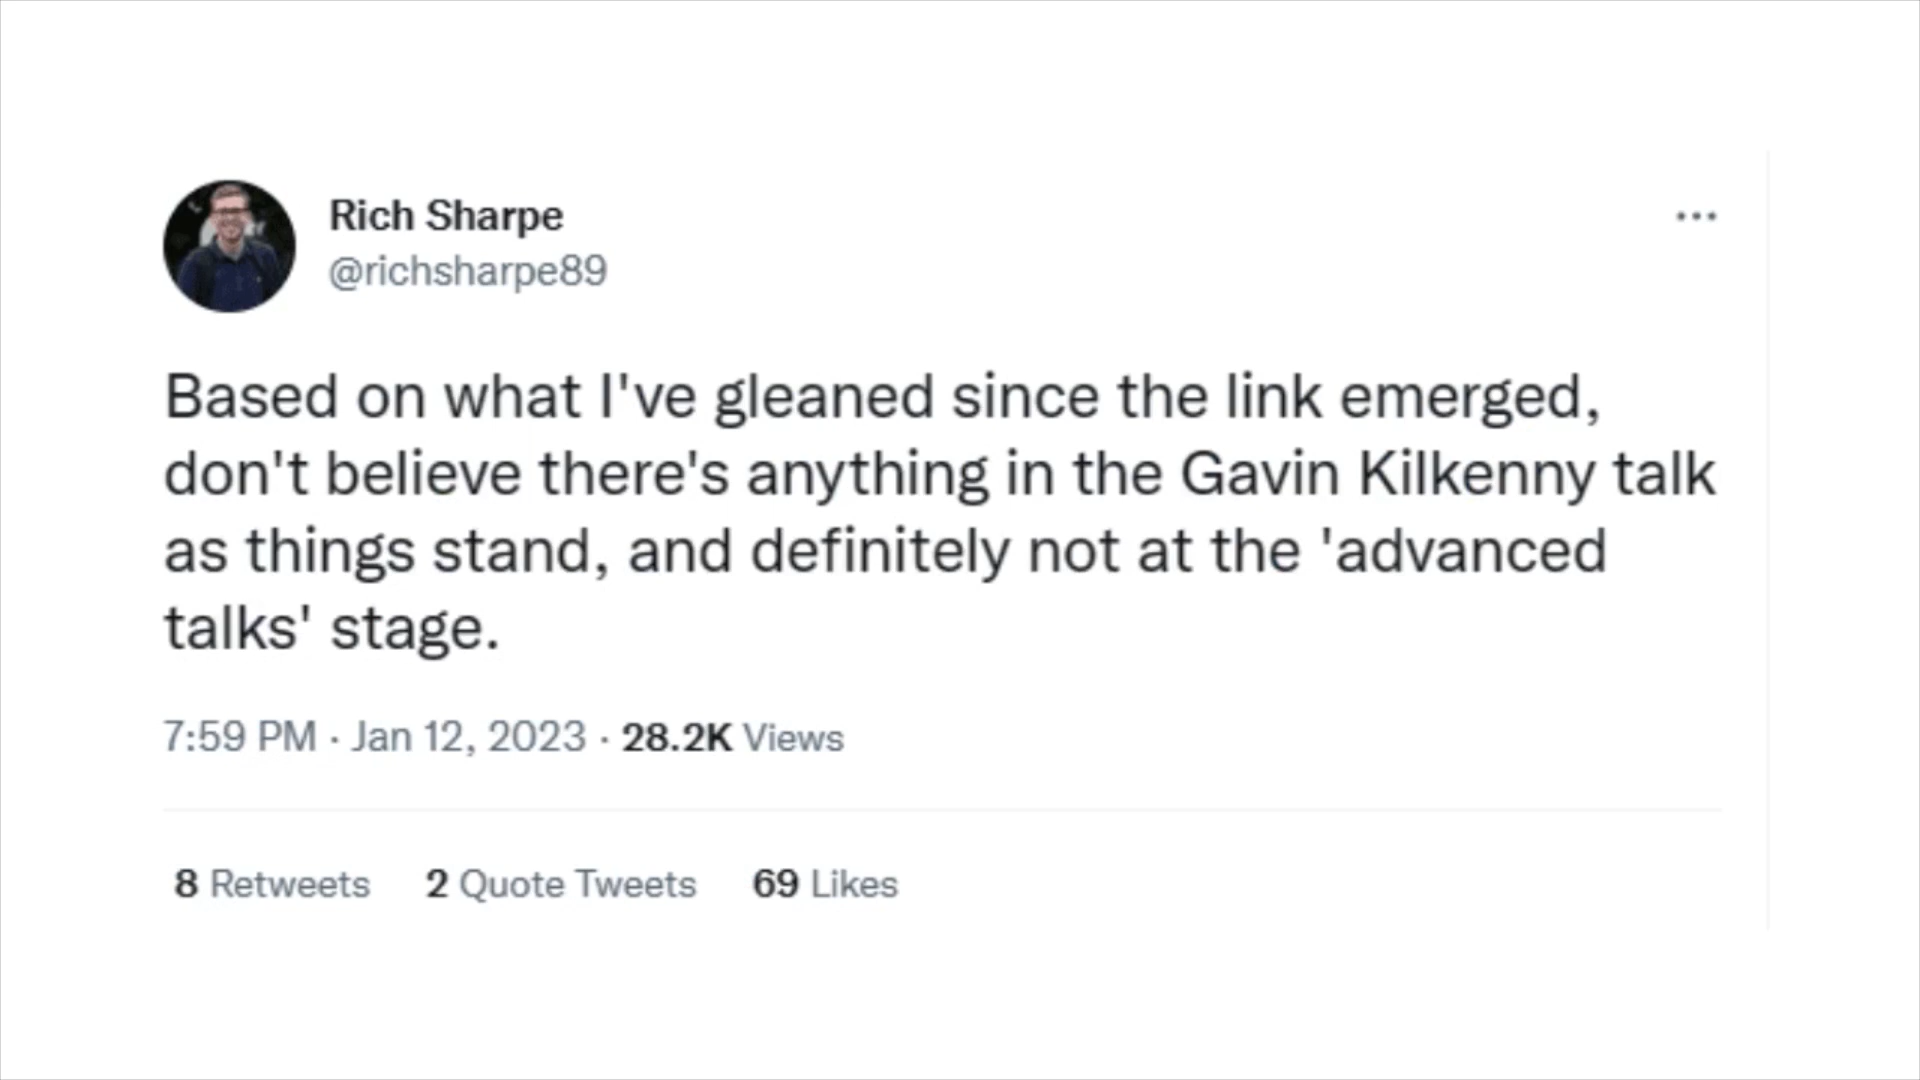 Rich Sharpe
@richsharpe89
Based on what I've gleaned since the link emerged,
don't believe there's anything in the Gavin Kilkenny talk
as things stand, and definitely not at the 'advanced
talks' stage.
7:59 PM · Jan 12, 2023 · 28.2K Views
8 Retweets 2 Quote Tweets 69 Likes